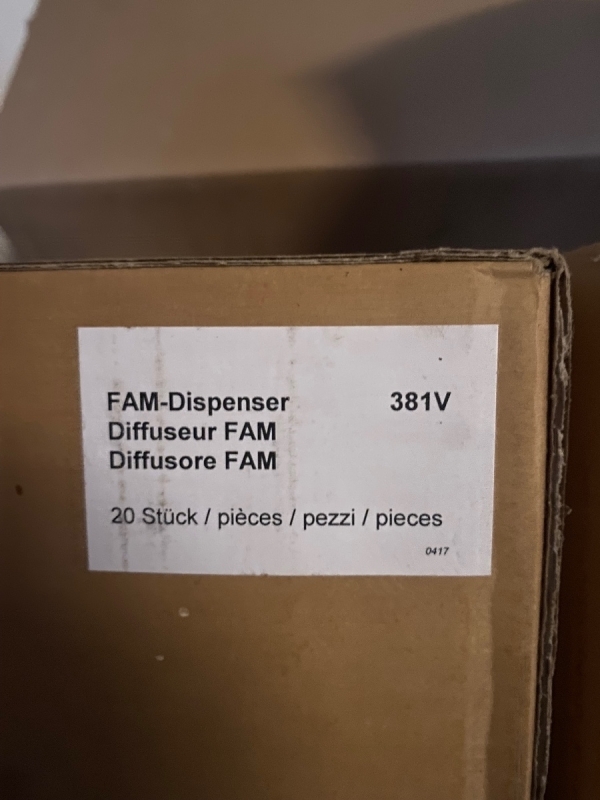 FAM-Dispenser 381V
Diffuseur FAM
Diffusore FAM
20 Stück / pièces / pezzi / pieces
0417